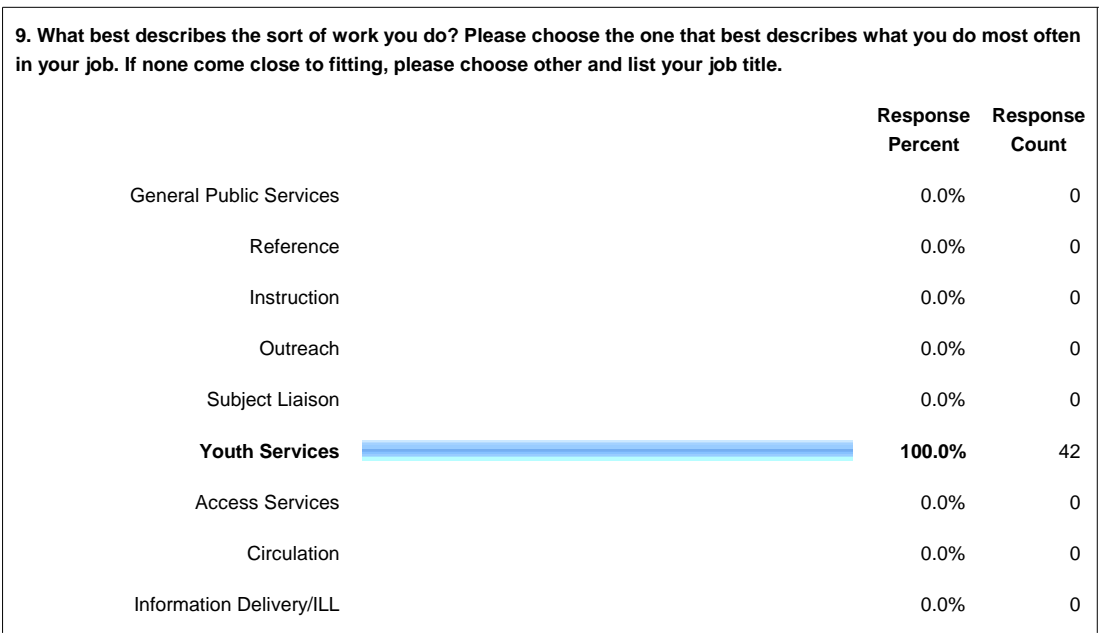 9. What best describes the sort of work you do? Please choose the one that best describes what you do most often
in your job. If none come close to fitting, please choose other and list your job title.
Response Response
Percent Count
General Public Services 0.0% 0
Reference 0.0% 0
Instruction 0.0% 0
Outreach 0.0% 0
Subject Liaison 0.0% 0
Youth Services 100.0% 42
Access Services 0.0% 0
Circulation 0.0% 0
Information Delivery/ILL 0.0% 0